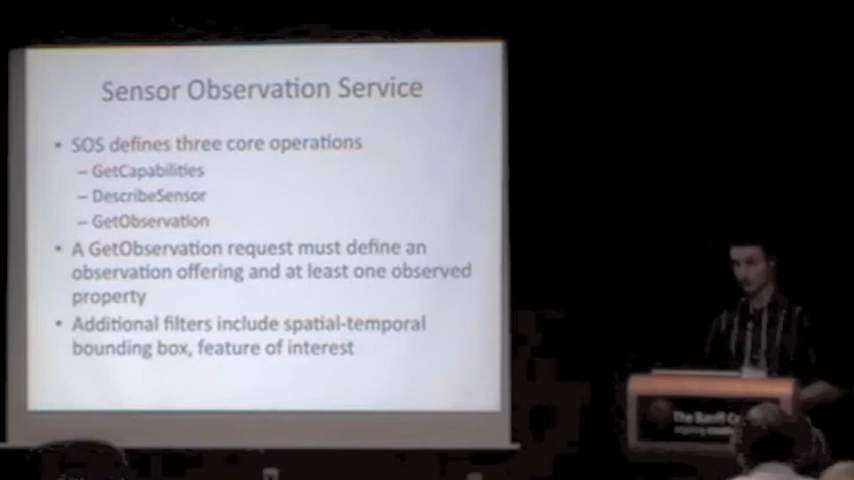 Sensor Observation Service
• SOS defines three core operations
– GetCapabilities
– DescribeSensor
– GetObservation
• A GetObservation request must define an
observation offering and at least one observed
property
• Additional filters include spatial-temporal
bounding box, feature of interest
The Banff